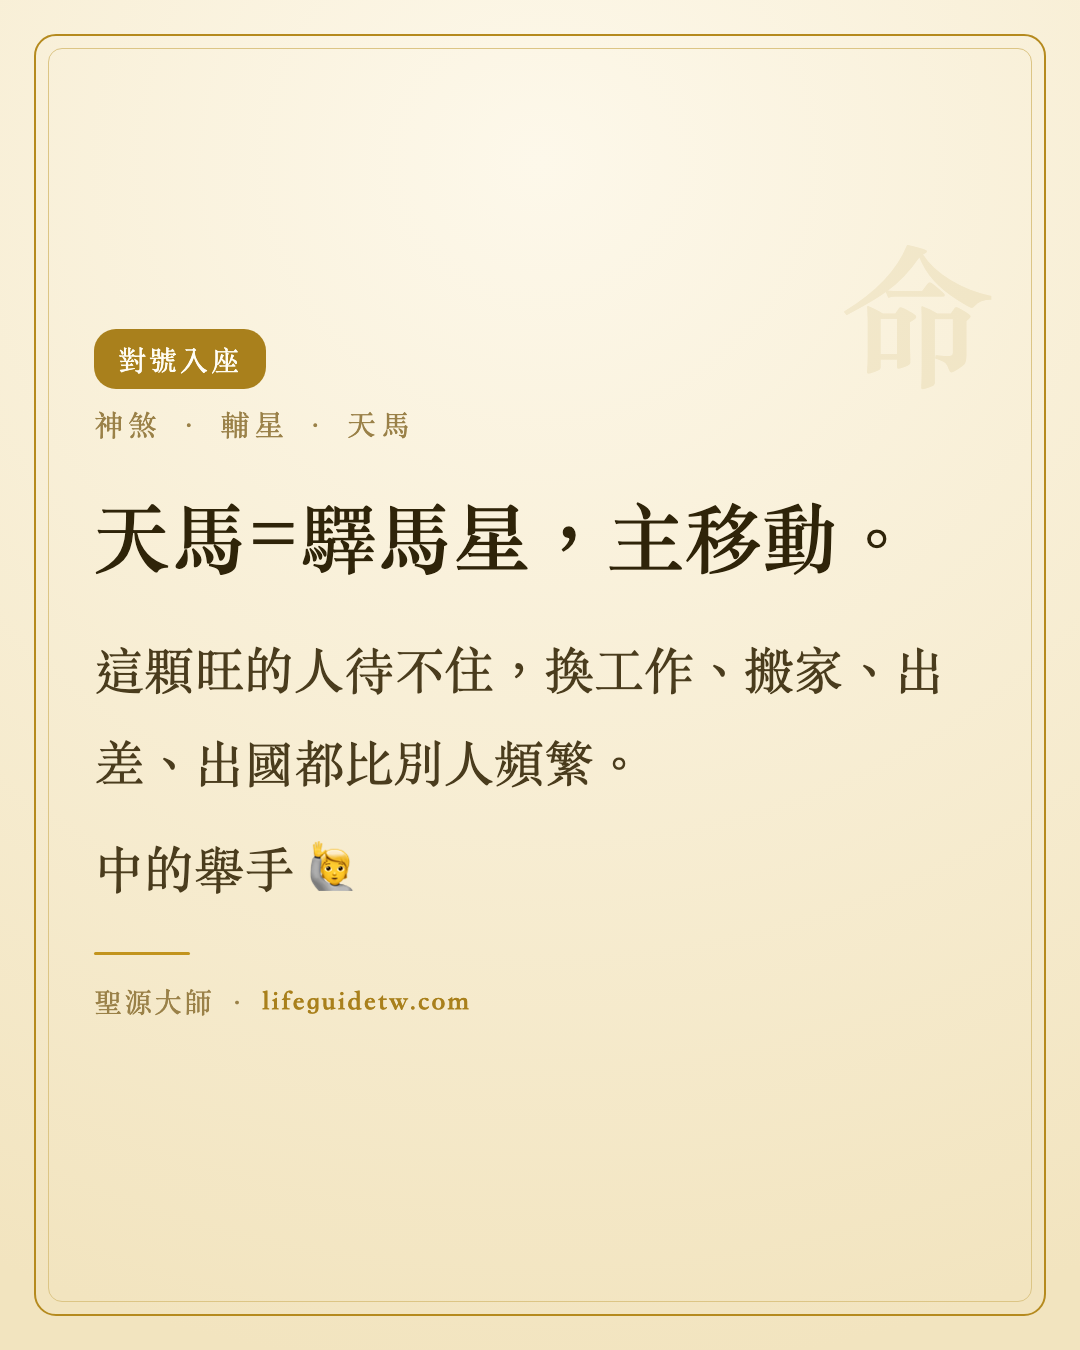 命
對號入座
神煞 · 輔星 · 天馬
天馬=驛馬星，主移動。
這顆旺的人待不住，換工作、搬家、出
差、出國都比別人頻繁。
中的舉手 🙋
聖源大師 · lifeguidetw.com